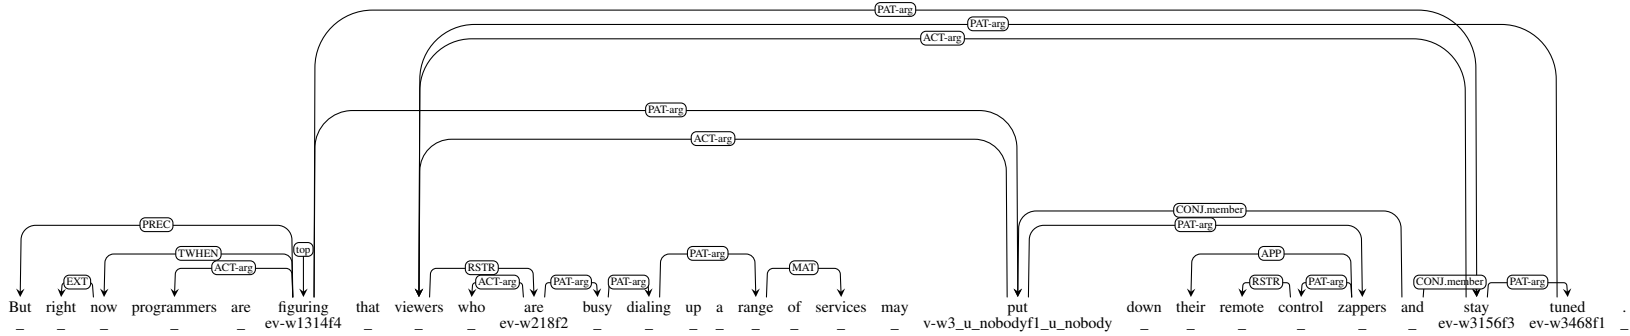 PAT-arg
PAT-arg
ACT-arg
PAT-arg
ACT-arg
CONJ.member
PREC PAT-arg
top
TWHEN PAT-arg APP
ACT-arg RSTR MAT
EXT ACT-arg PAT-arg PAT-arg RSTR PAT-arg CONJ.member PAT-arg
But right now programmers are figuring that viewers who are busy dialing up a range of services may put down their remote control zappers and stay tuned .
_ _ _ _ _ ev-w1314f4 _ _ _ ev-w218f2 _ _ _ _ _ _ _ _ v-w3_u_nobodyf1_u_nobody _ _ _ _ _ _ ev-w3156f3 ev-w3468f1 _